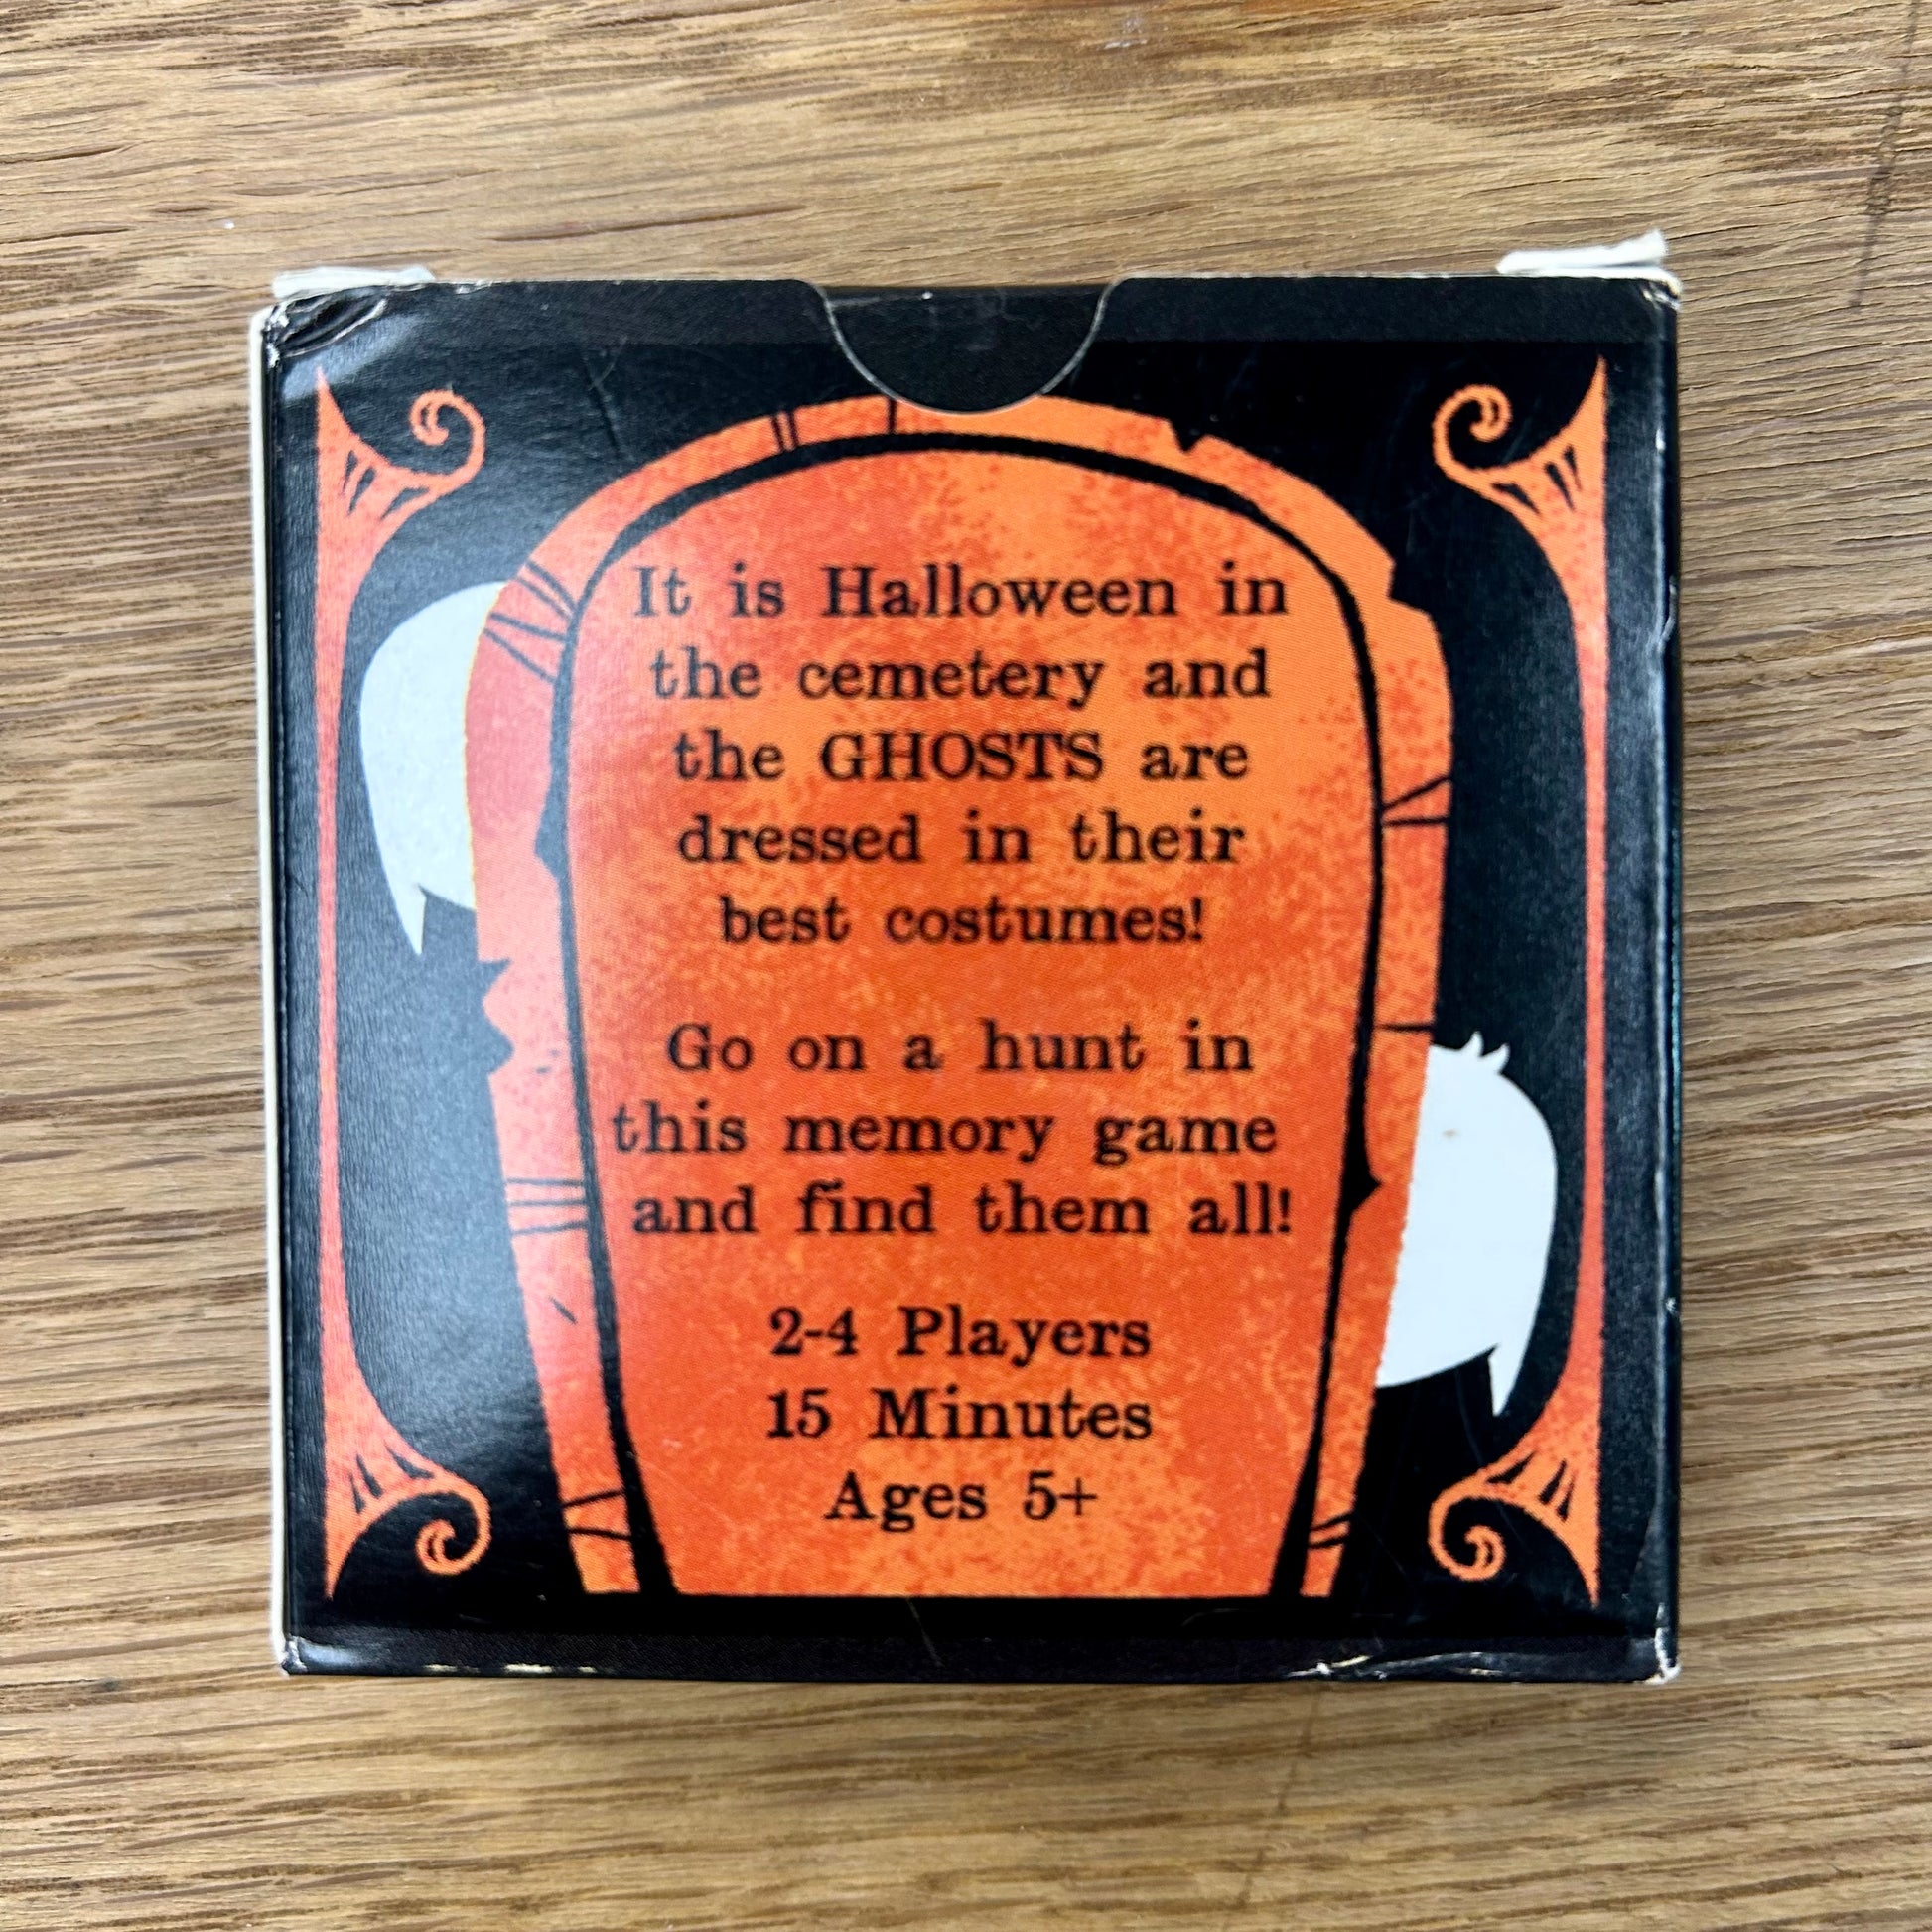 It is Halloween in
the cemetery and
the GHOSTS are
dressed in their
best costumes!
Go on a hunt in
this memory game
and find them all!
2-4 Players
15 Minutes
Ages 5+